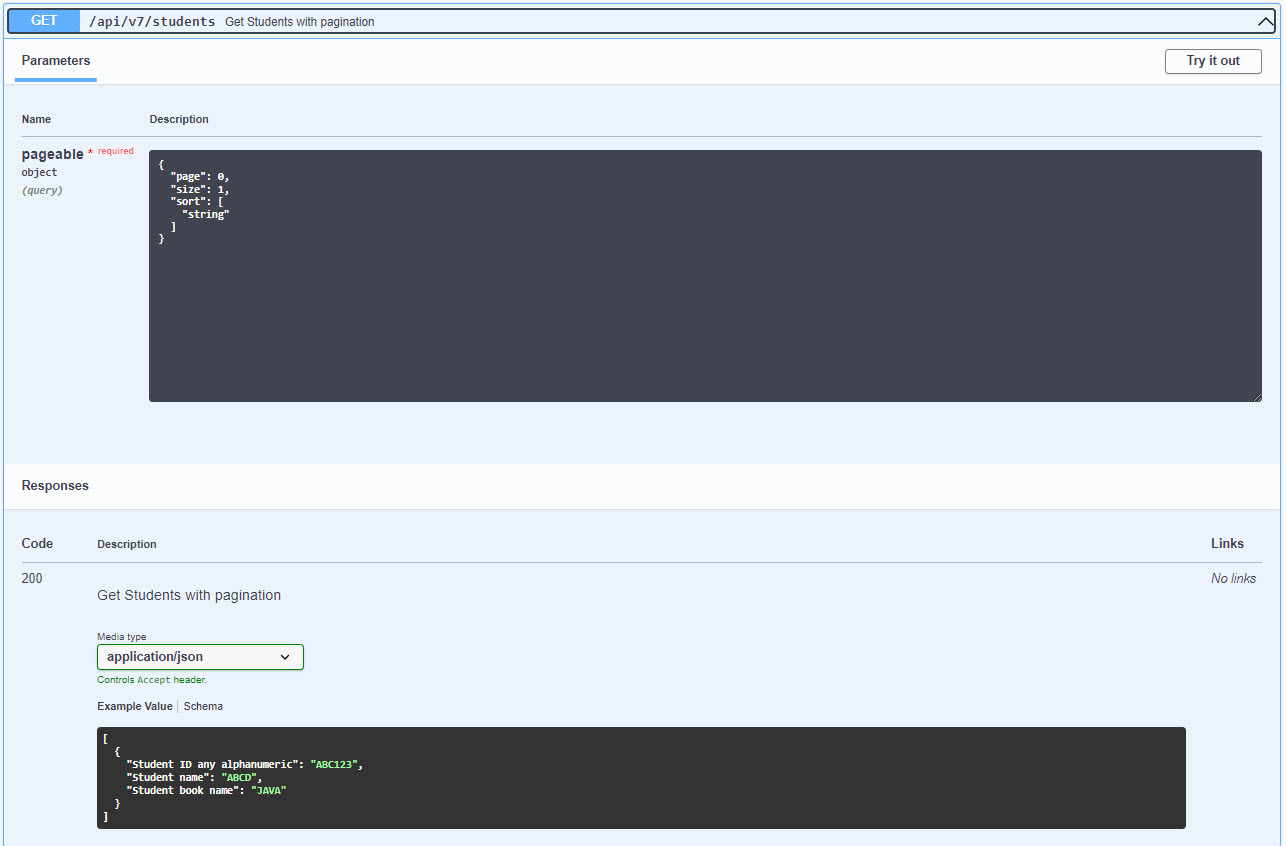 GET /api/v7/students Get Students with pagination
Parameters
Try it out
Name Description
pageable * required
object
(query)
{
  "page": 0,
  "size": 1,
  "sort": [
    "string"
  ]
}
Responses
Code Description Links
200
Get Students with pagination
No links
Media type
application/json
Controls Accept header.
Example Value Schema
[
  {
    "Student ID any alphanumeric": "ABC123",
    "Student name": "ABCD",
    "Student book name": "JAVA"
  }
]